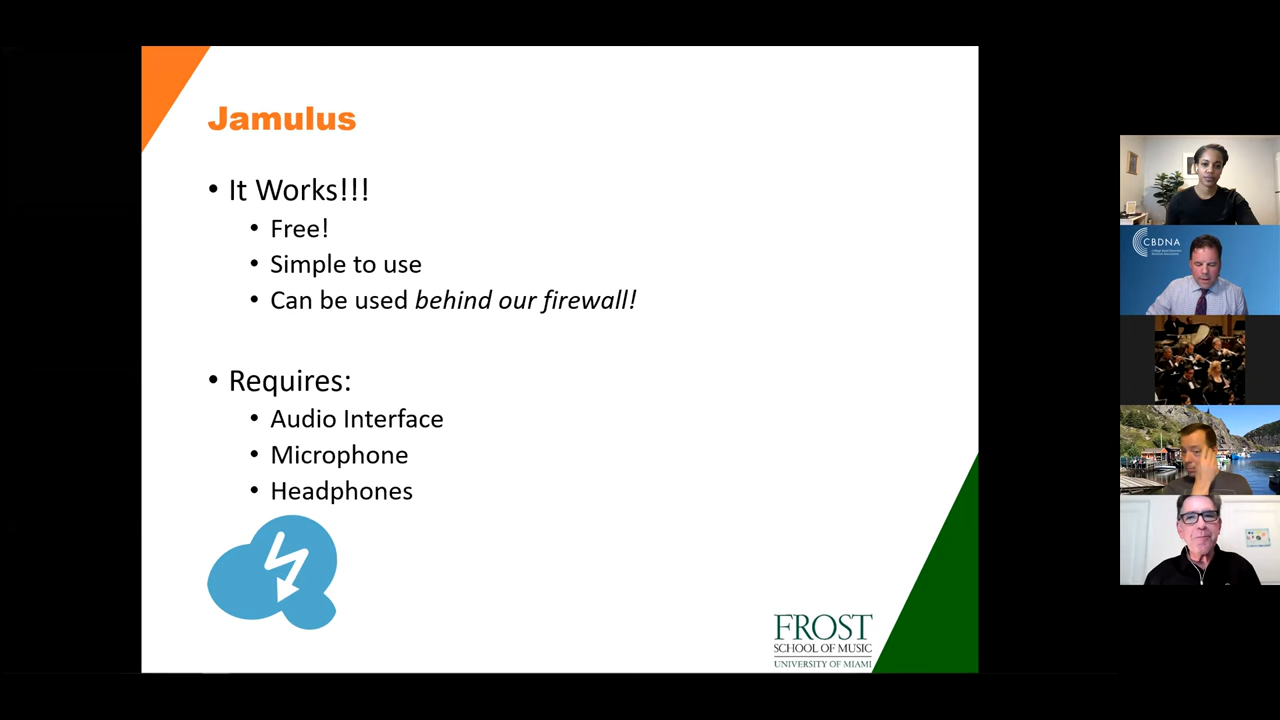 Jamulus
• It Works!!!
• Free!
• Simple to use
• Can be used behind our firewall!
• Requires:
• Audio Interface
• Microphone
• Headphones
FROST
SCHOOL OF MUSIC
UNIVERSITY OF MIAMI
CBDNA